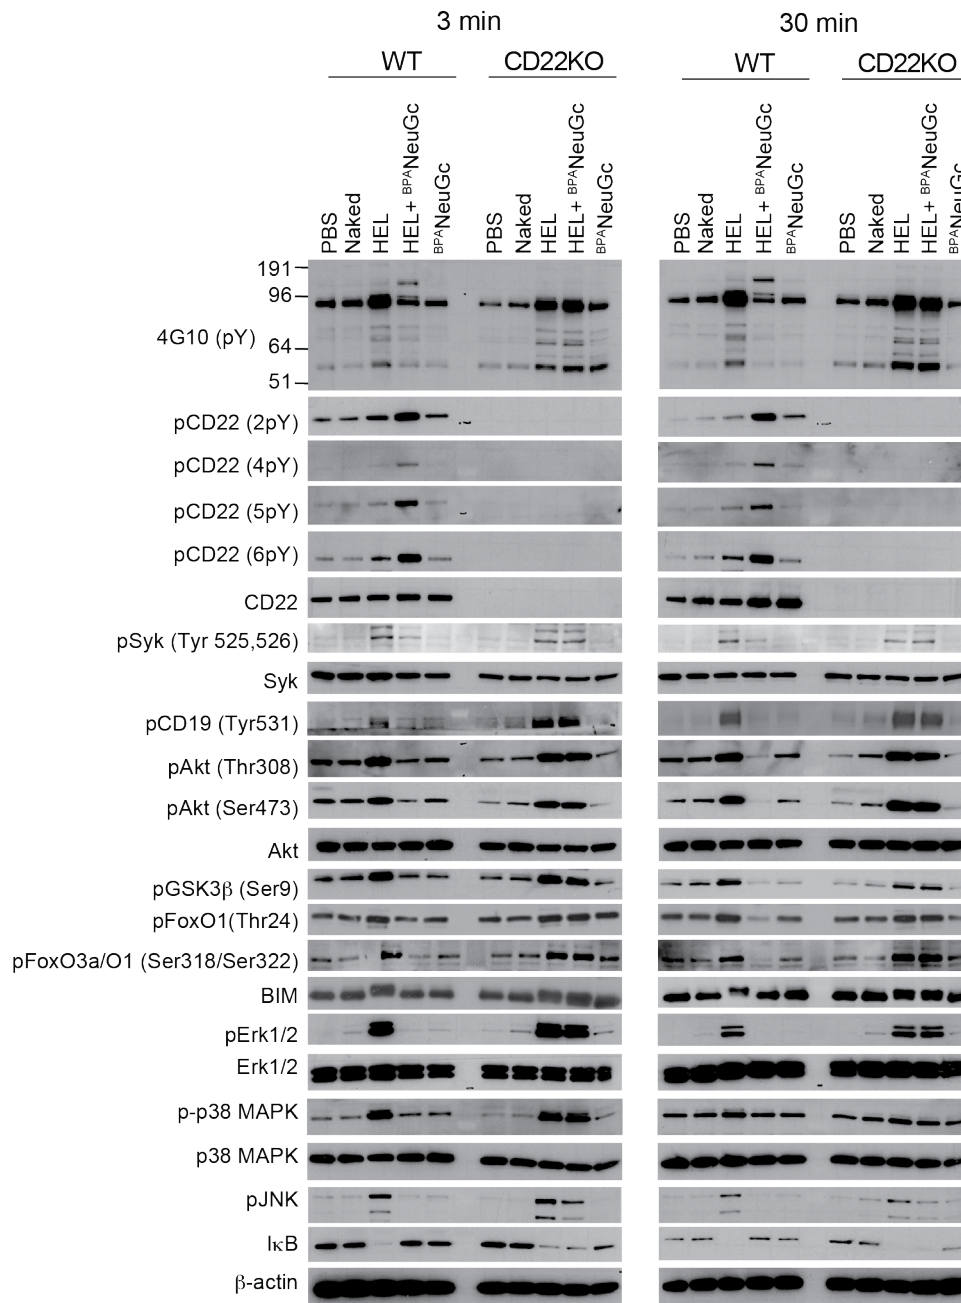 3 min 30 min
WT CD22KO WT CD22KO
PBS
Naked
HEL
HEL+ BPANeuGc
BPANeuGc
PBS
Naked
HEL
HEL+ BPANeuGc
BPANeuGc
PBS
Naked
HEL
HEL+ BPANeuGc
BPANeuGc
PBS
Naked
HEL
HEL+ BPANeuGc
BPANeuGc
191
96
4G10 (pY)
64
51
pCD22 (2pY)
pCD22 (4pY)
pCD22 (5pY)
pCD22 (6pY)
CD22
pSyk (Tyr 525,526)
Syk
pCD19 (Tyr531)
pAkt (Thr308)
pAkt (Ser473)
Akt
pGSK3β (Ser9)
pFoxO1(Thr24)
pFoxO3a/O1 (Ser318/Ser322)
BIM
pErk1/2
Erk1/2
p-p38 MAPK
p38 MAPK
pJNK
IκB
β-actin